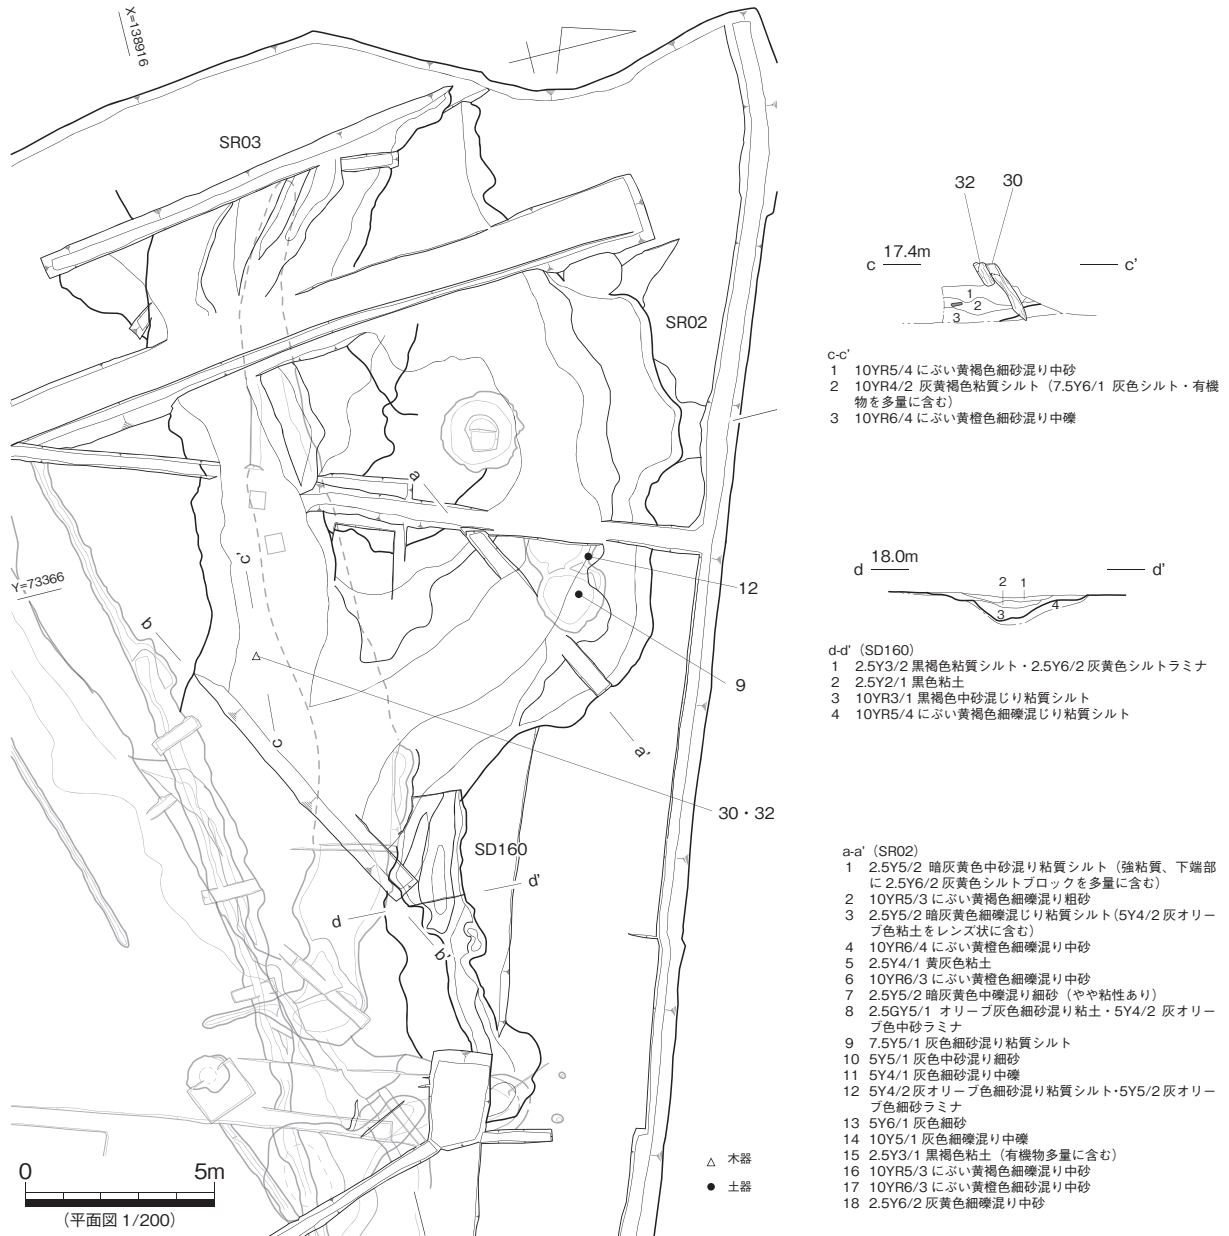 X=138916
SR03
SR02
a
c'
Y=73366
b
12
9
c
a'
30・32
SD160
d'
d
b'
0 5m
(平面図 1/200)
△ 木器
● 土器
32 30
c 17.4m c'
1
2
3
c-c'
1 10YR5/4 にぶい黄褐色細砂混り中砂
2 10YR4/2 灰黄褐色粘質シルト（7.5Y6/1 灰色シルト・有機
物を多量に含む）
3 10YR6/4 にぶい黄橙色細砂混り中礫
d 18.0m d'
2 1
3 4
d-d'（SD160）
1 2.5Y3/2 黒褐色粘質シルト・2.5Y6/2 灰黄色シルトラミナ
2 2.5Y2/1 黒色粘土
3 10YR3/1 黒褐色中砂混じり粘質シルト
4 10YR5/4 にぶい黄褐色細礫混じり粘質シルト
a-a'（SR02）
1 2.5Y5/2 暗灰黄色中砂混り粘質シルト（強粘質、下端部
に 2.5Y6/2 灰黄色シルトブロックを多量に含む）
2 10YR5/3 にぶい黄褐色細礫混り粗砂
3 2.5Y5/2 暗灰黄色細礫混じり粘質シルト（5Y4/2 灰オリー
ブ色粘土をレンズ状に含む）
4 10YR6/4 にぶい黄橙色細礫混り中砂
5 2.5Y4/1 黄灰色粘土
6 10YR6/3 にぶい黄橙色細礫混り中砂
7 2.5Y5/2 暗灰黄色中礫混り細砂（やや粘性あり）
8 2.5GY5/1 オリーブ灰色細砂混り粘土・5Y4/2 灰オリー
ブ色中砂ラミナ
9 7.5Y5/1 灰色細砂混り粘質シルト
10 5Y5/1 灰色中砂混り細砂
11 5Y4/1 灰色細砂混り中礫
12 5Y4/2 灰オリーブ色細砂混り粘質シルト・5Y5/2 灰オリー
ブ色細砂ラミナ
13 5Y6/1 灰色細砂
14 10Y5/1 灰色細礫混り中礫
15 2.5Y3/1 黒褐色粘土（有機物多量に含む）
16 10YR5/3 にぶい黄褐色細礫混り中砂
17 10YR6/3 にぶい黄橙色細砂混り中砂
18 2.5Y6/2 灰黄色細礫混り中砂